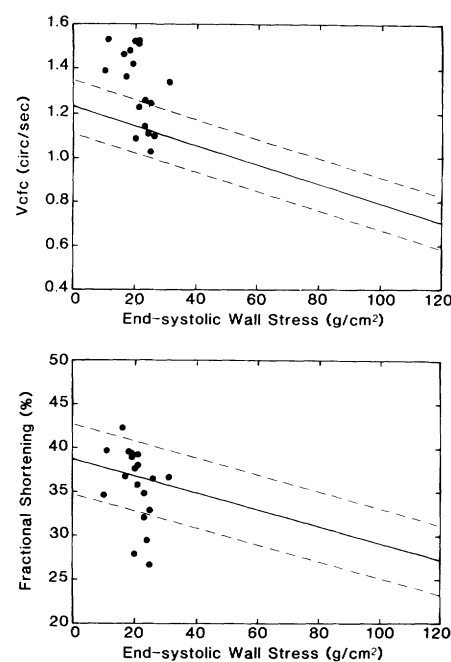 1.6
1.4
1.2
1.0
0.8
0.6
0.4
Vcfc (circ/sec)
0 20 40 60 80 100 120
End-systolic Wall Stress (g/cm²)
50
45
40
35
30
25
20
Fractional Shortening (%)
0 20 40 60 80 100 120
End-systolic Wall Stress (g/cm²)